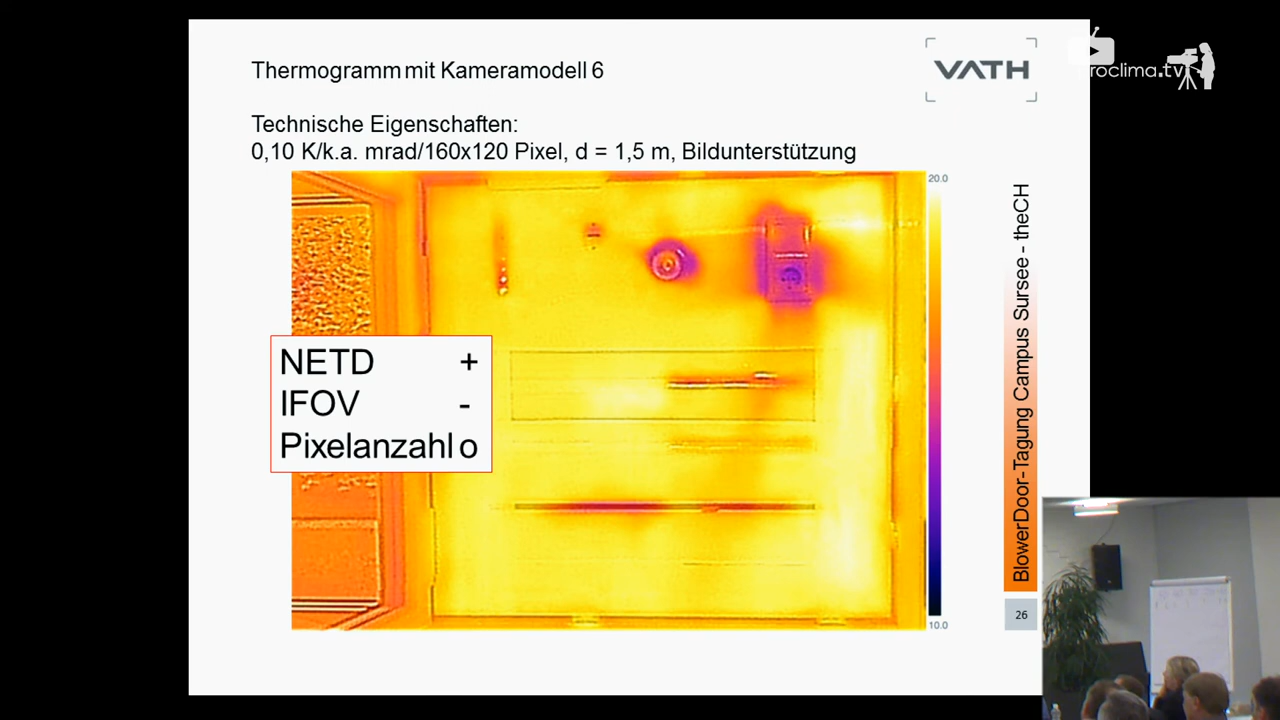 Thermogramm mit Kameramodell 6
VATH
proclima.tv
Technische Eigenschaften:
0,10 K/k.a. mrad/160x120 Pixel, d = 1,5 m, Bildunterstützung
20.0
NETD +
IFOV -
Pixelanzahl o
10.0
BlowerDoor-Tagung Campus Sursee - theCH
26